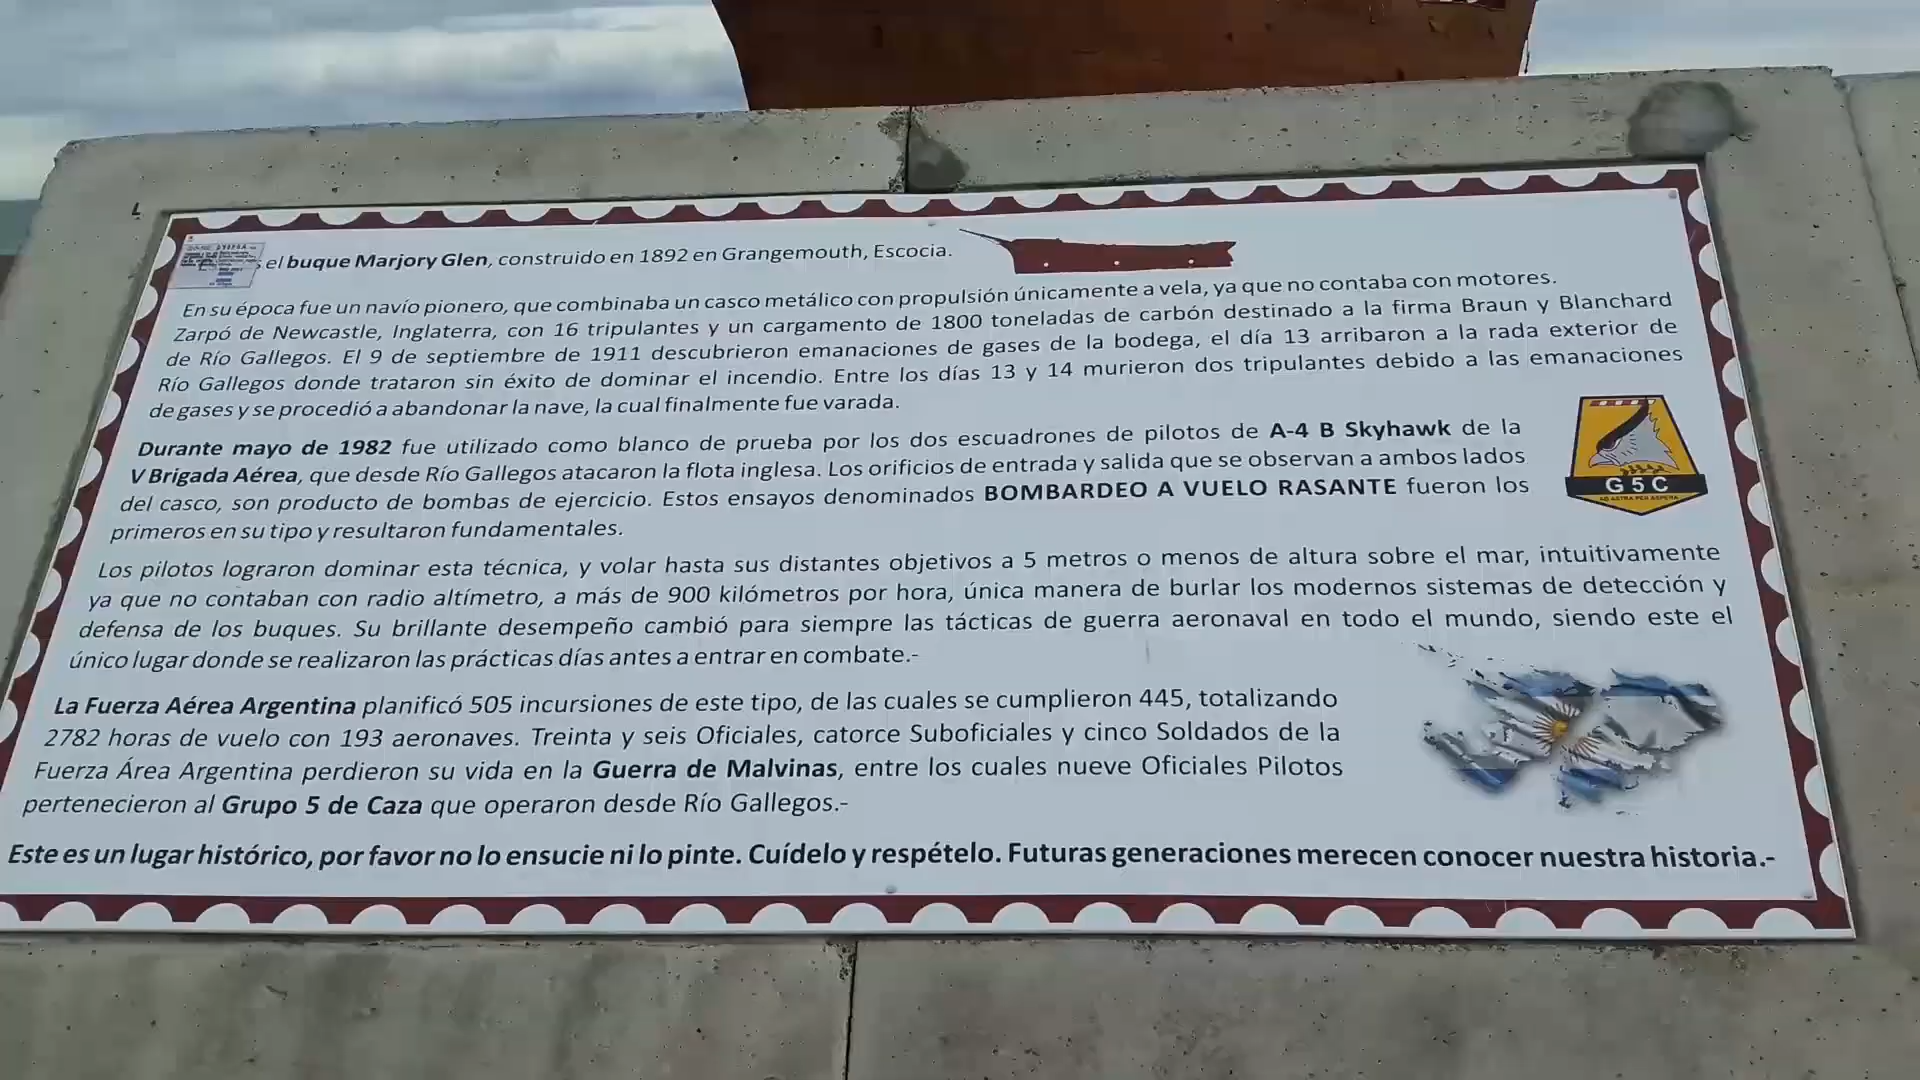 el buque Marjory Glen, construido en 1892 en Grangemouth, Escocia.
En su época fue un navío pionero, que combinaba un casco metálico con propulsión únicamente a vela, ya que no contaba con motores.
Zarpó de Newcastle, Inglaterra, con 16 tripulantes y un cargamento de 1800 toneladas de carbón destinado a la firma Braun y Blanchard
de Río Gallegos. El 9 de septiembre de 1911 descubrieron emanaciones de gases de la bodega, el día 13 arribaron a la rada exterior de
Río Gallegos donde trataron sin éxito de dominar el incendio. Entre los días 13 y 14 murieron dos tripulantes debido a las emanaciones
de gases y se procedió a abandonar la nave, la cual finalmente fue varada.
Durante mayo de 1982 fue utilizado como blanco de prueba por los dos escuadrones de pilotos de A-4 B Skyhawk de la
V Brigada Aérea, que desde Río Gallegos atacaron la flota inglesa. Los orificios de entrada y salida que se observan a ambos lados
del casco, son producto de bombas de ejercicio. Estos ensayos denominados BOMBARDEO A VUELO RASANTE fueron los
primeros en su tipo y resultaron fundamentales.
G 5 C
AD ASTRA PER ASPERA
Los pilotos lograron dominar esta técnica, y volar hasta sus distantes objetivos a 5 metros o menos de altura sobre el mar, intuitivamente
ya que no contaban con radio altímetro, a más de 900 kilómetros por hora, única manera de burlar los modernos sistemas de detección y
defensa de los buques. Su brillante desempeño cambió para siempre las tácticas de guerra aeronaval en todo el mundo, siendo este el
único lugar donde se realizaron las prácticas días antes a entrar en combate.-
La Fuerza Aérea Argentina planificó 505 incursiones de este tipo, de las cuales se cumplieron 445, totalizando
2782 horas de vuelo con 193 aeronaves. Treinta y seis Oficiales, catorce Suboficiales y cinco Soldados de la
Fuerza Área Argentina perdieron su vida en la Guerra de Malvinas, entre los cuales nueve Oficiales Pilotos
pertenecieron al Grupo 5 de Caza que operaron desde Río Gallegos.-
Este es un lugar histórico, por favor no lo ensucie ni lo pinte. Cuídelo y respételo. Futuras generaciones merecen conocer nuestra historia.-